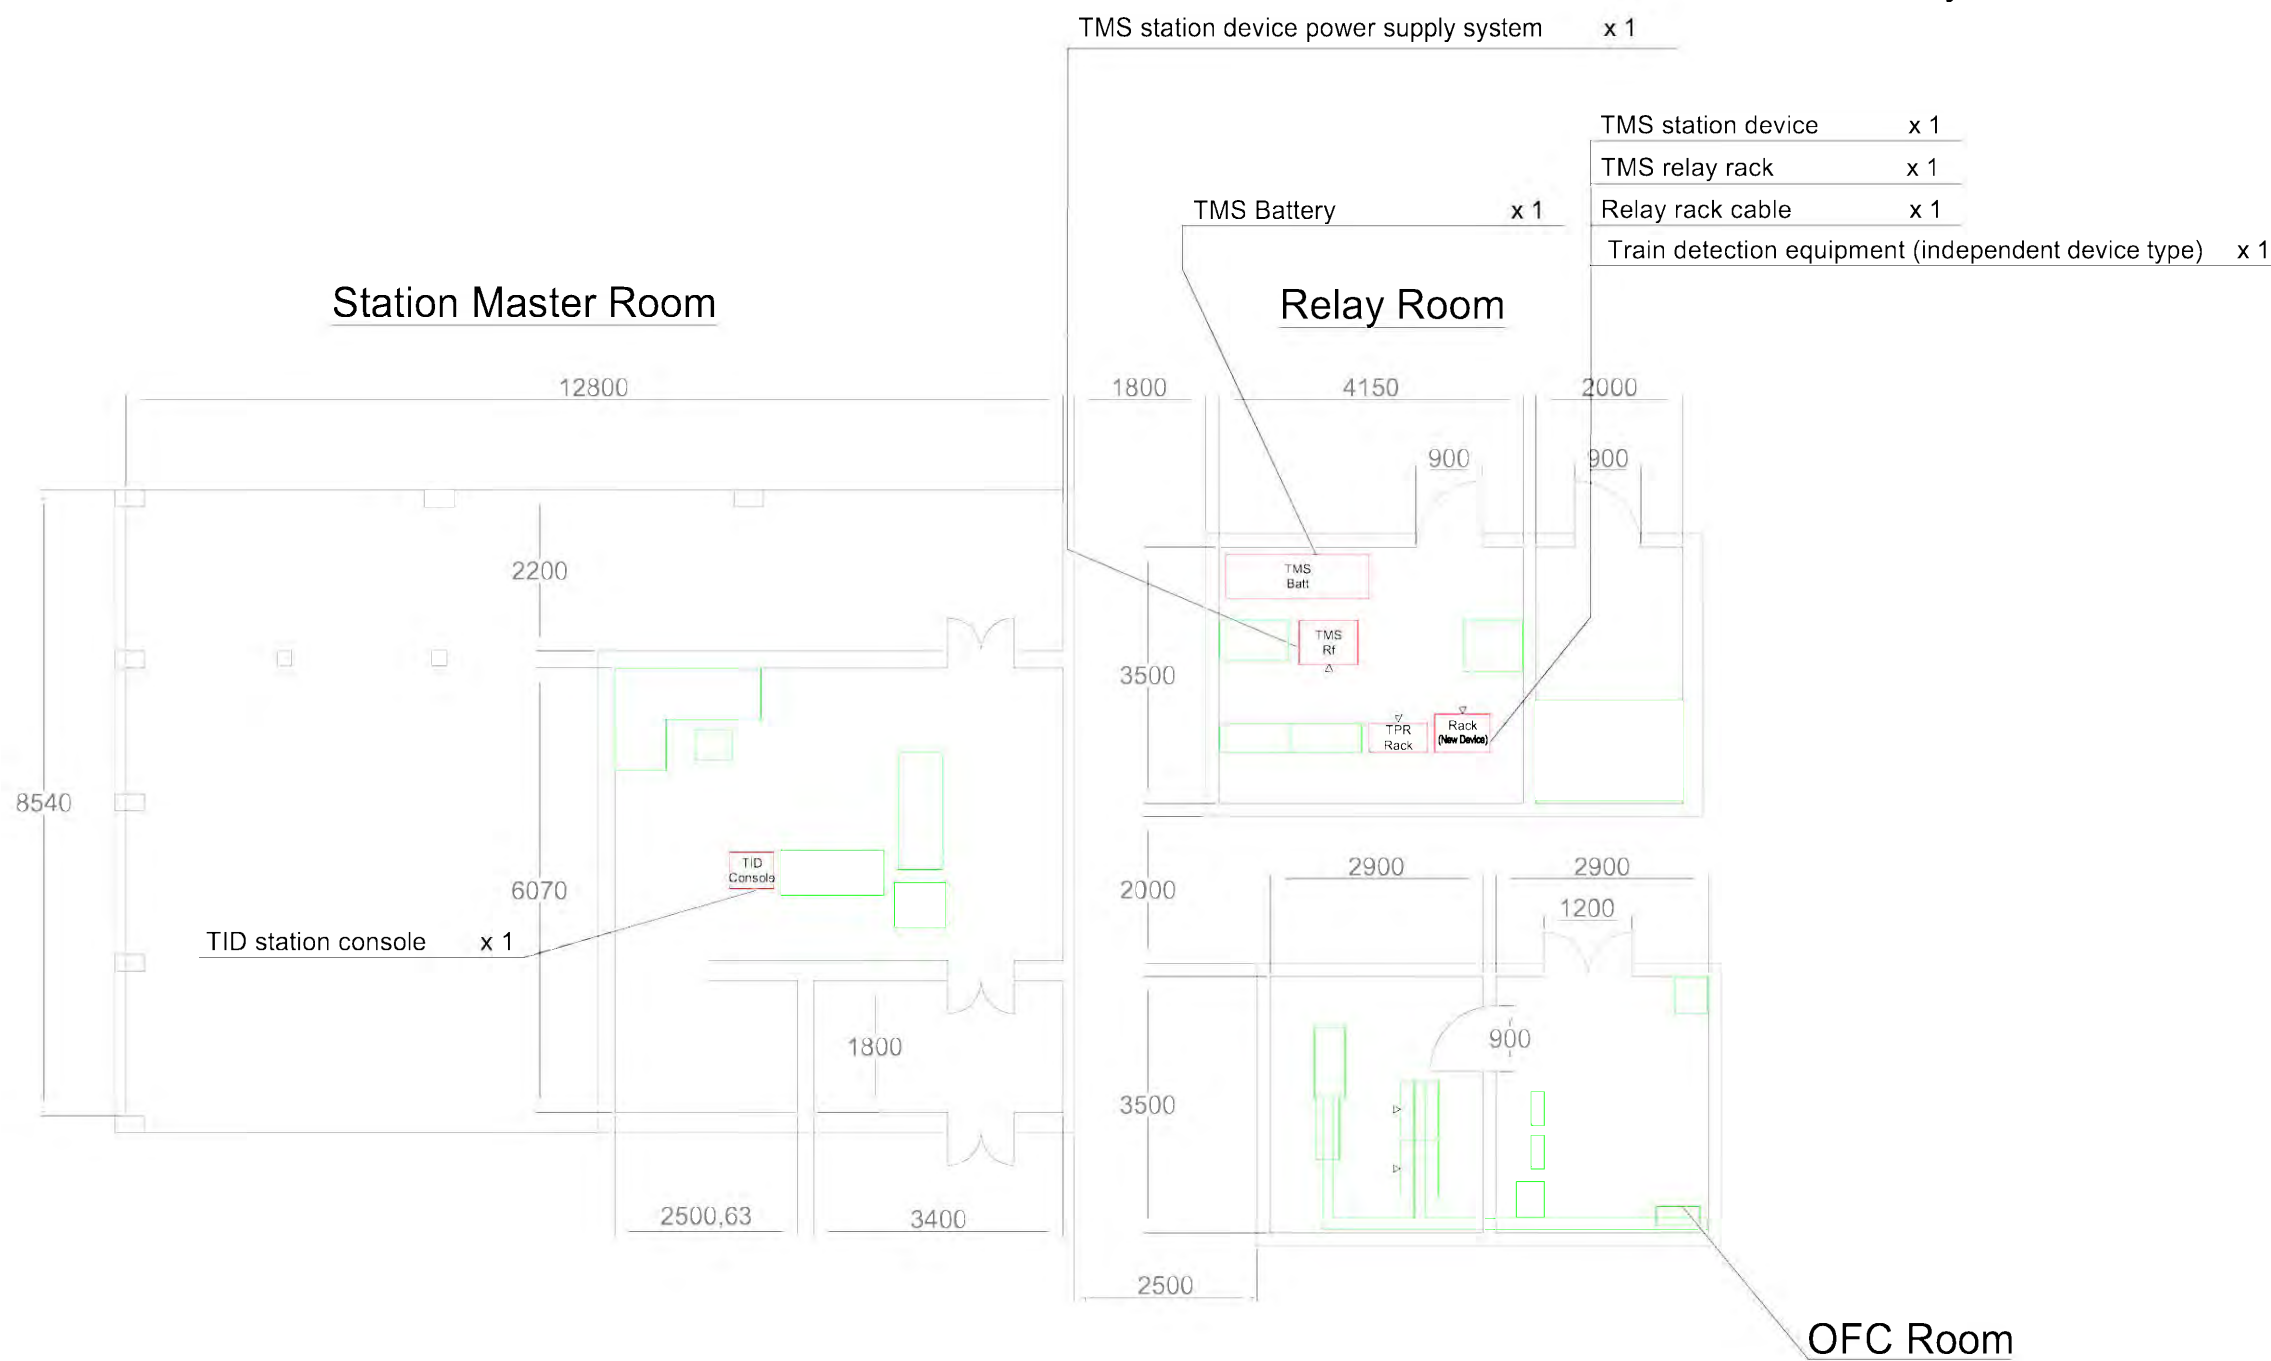 TMS station device power supply system x 1
TMS station device x 1
TMS relay rack x 1
TMS Battery x 1
Relay rack cable x 1
Train detection equipment (independent device type) x 1
Station Master Room
Relay Room
12800
1800
4150
2000
900
900
2200
TMS
Batt
TMS
Rf
3500
TPR
Rack
Rack
(New Device)
8540
TID
Console
6070
2000
2900
2900
1200
TID station console x 1
900
1800
3500
2500,63
3400
2500
OFC Room